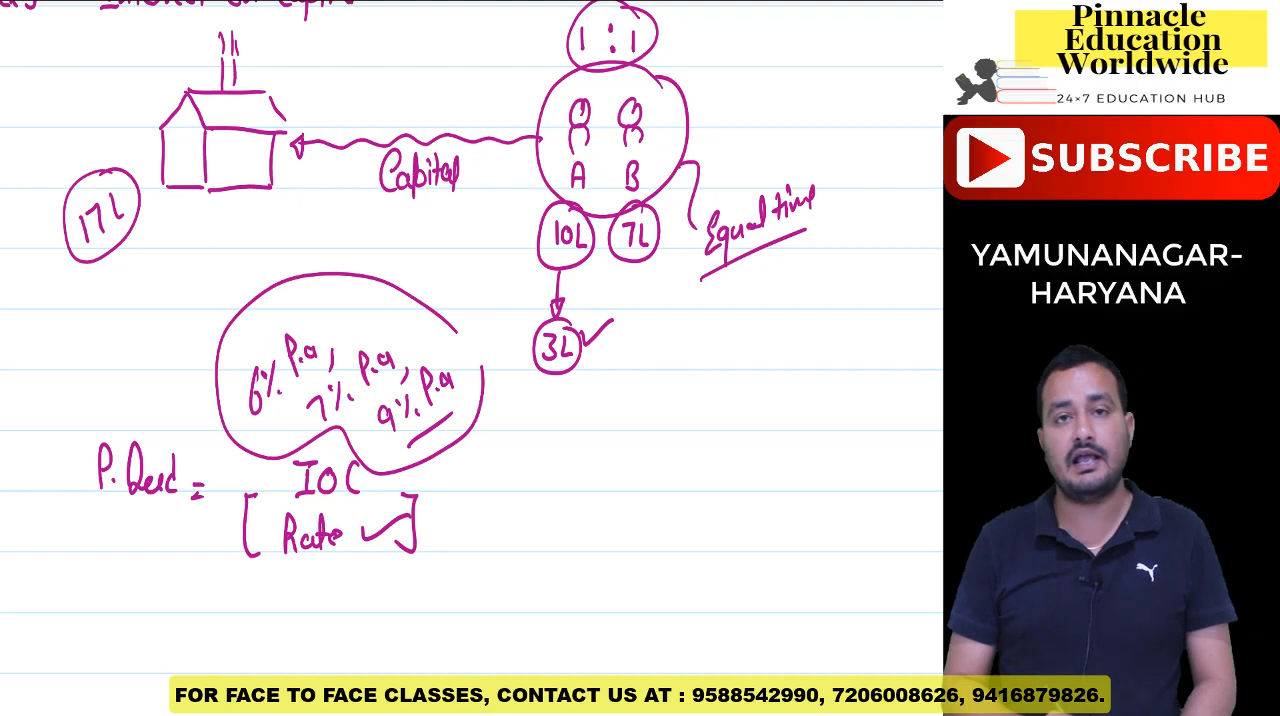 1 : 1
Pinnacle
Education
Worldwide
24×7 EDUCATION HUB
SUBSCRIBE
YAMUNANAGAR-
HARYANA
Capital
A B
17L
10L 7L
Equal time
3L
6% p.a, 7% p.a, 9% p.a
P. Deed = IOC
[ Rate ]
FOR FACE TO FACE CLASSES, CONTACT US AT : 9588542990, 7206008626, 9416879826.